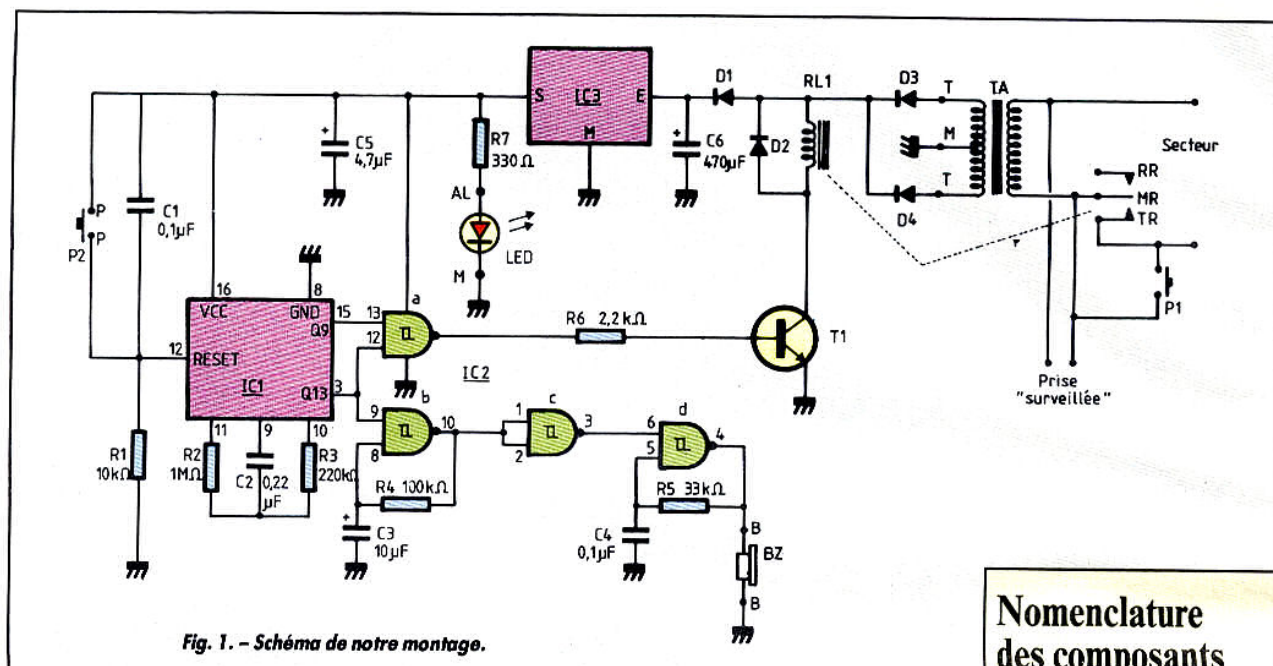 D1
RL1
D3
T
TA
S
IC3
E
M
D2
M
C6
470µF
Secteur
R7
330 Ω
C5
4,7µF
T
D4
RR
MR
TR
P
P
P2
C1
0,1µF
AL
LED
M
P1
16
VCC
8
GND
15
Q9
13
12
a
R6
2,2 kΩ
T1
12
RESET
IC1
Q13
3
IC2
b
9
8
10
c
1
2
3
d
6
5
4
Prise
"surveillée"
11
9
10
R1
10kΩ
R2
1MΩ
C2
0,22
µF
R3
220kΩ
R4
100kΩ
C3
10µF
R5
33kΩ
C4
0,1µF
B
BZ
B
Fig. 1. – Schéma de notre montage.
Nomenclature
des composants